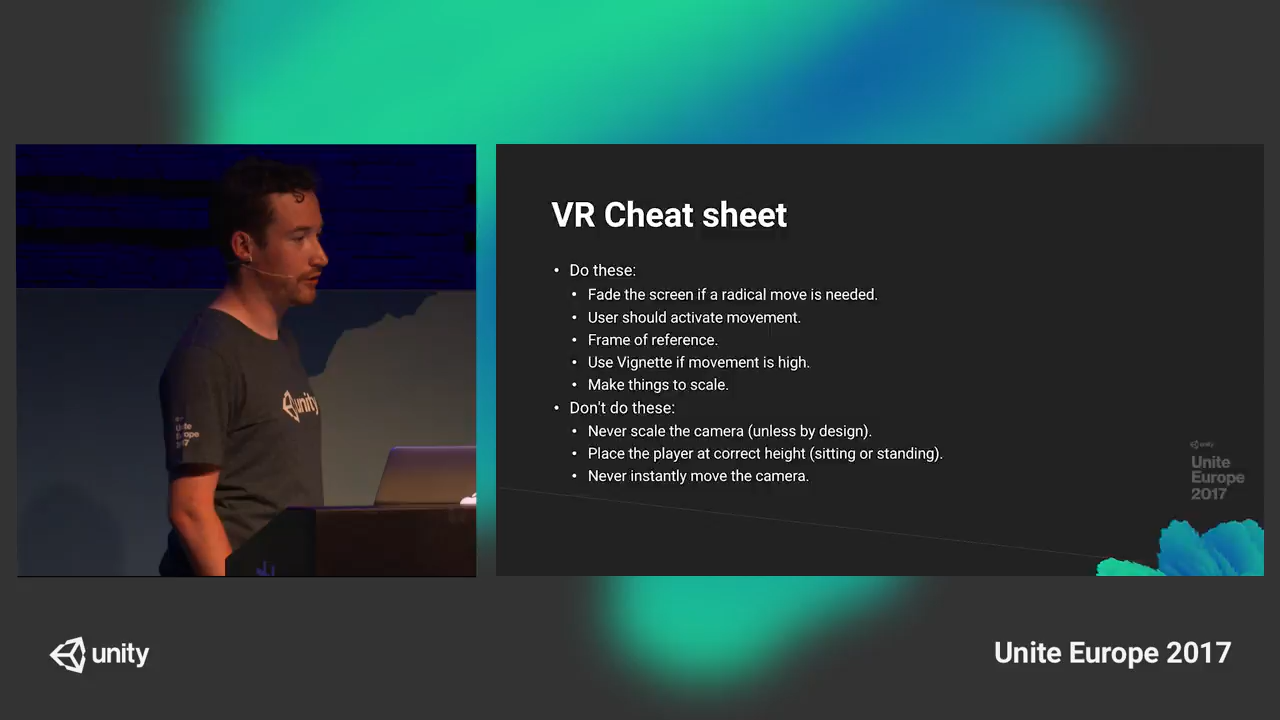 VR Cheat sheet
• Do these:
• Fade the screen if a radical move is needed.
• User should activate movement.
• Frame of reference.
• Use Vignette if movement is high.
• Make things to scale.
• Don't do these:
• Never scale the camera (unless by design).
• Place the player at correct height (sitting or standing).
• Never instantly move the camera.
unity
Unite
Europe
2017
unity
Unite
Europe
2017
unity
Unite Europe 2017